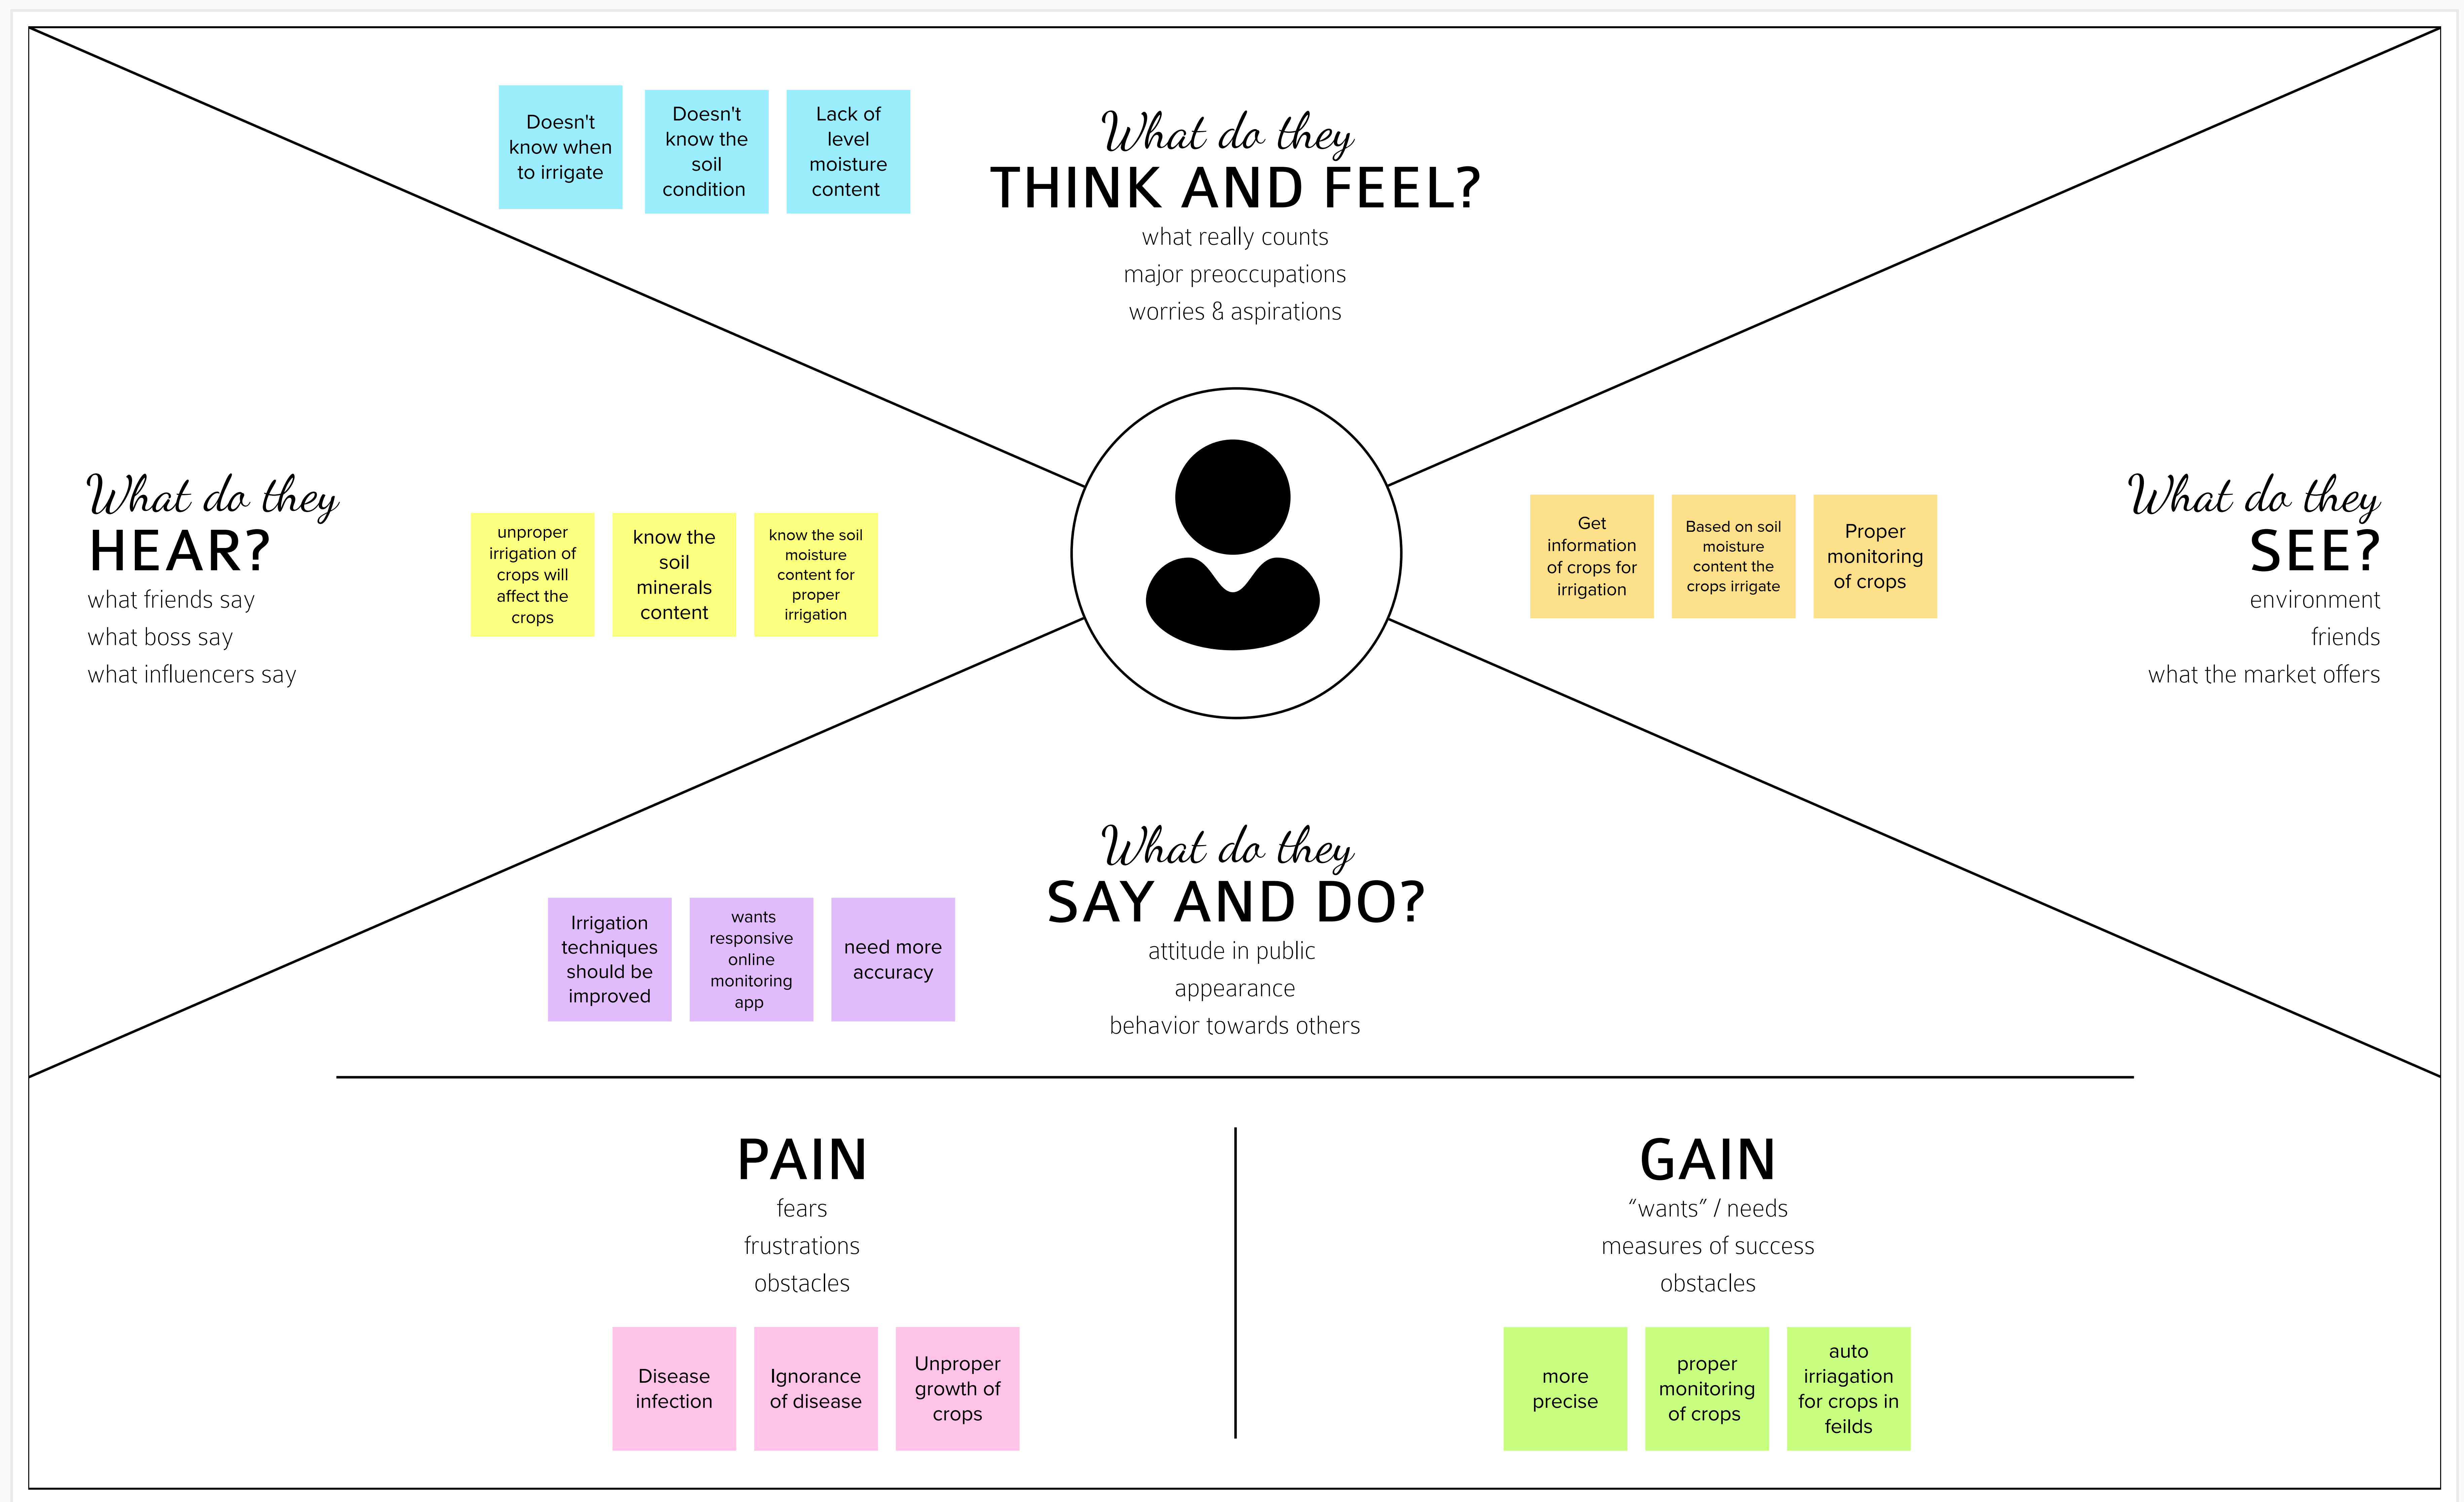 Doesn't
know when
to irrigate
Doesn't
know the
soil
condition
Lack of
level
moisture
content
What do they
THINK AND FEEL?
what really counts
major preoccupations
worries & aspirations
What do they
HEAR?
what friends say
what boss say
what influencers say
unproper
irrigation of
crops will
affect the
crops
know the
soil
minerals
content
know the soil
moisture
content for
proper
irrigation
Get
information
of crops for
irrigation
Based on soil
moisture
content the
crops irrigate
Proper
monitoring
of crops
What do they
SEE?
environment
friends
what the market offers
Irrigation
techniques
should be
improved
wants
responsive
online
monitoring
app
need more
accuracy
What do they
SAY AND DO?
attitude in public
appearance
behavior towards others
PAIN
fears
frustrations
obstacles
Disease
infection
Ignorance
of disease
Unproper
growth of
crops
GAIN
“wants” / needs
measures of success
obstacles
more
precise
proper
monitoring
of crops
auto
irriagation
for crops in
feilds